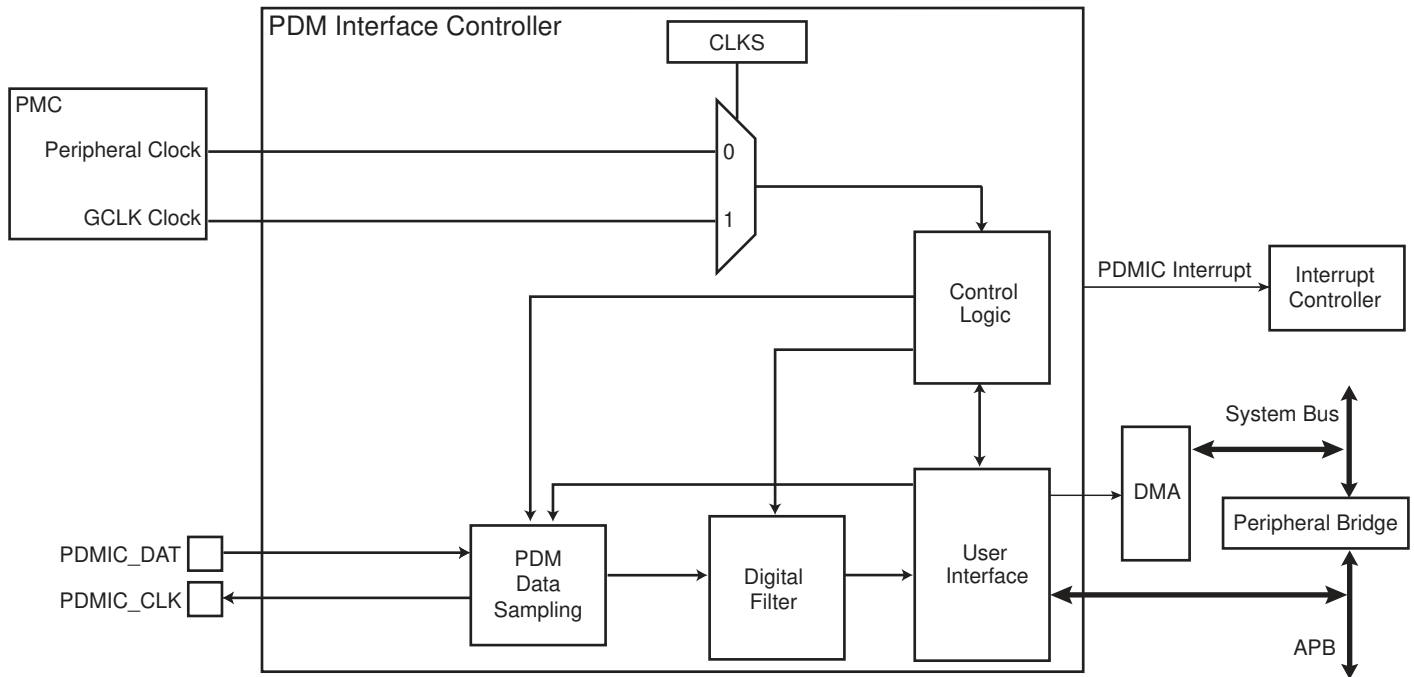 PDM Interface Controller
CLKS
PMC
Peripheral Clock
0
GCLK Clock
1
Control
Logic
PDMIC Interrupt
Interrupt
Controller
System Bus
DMA
Peripheral Bridge
PDMIC_DAT
PDMIC_CLK
PDM
Data
Sampling
Digital
Filter
User
Interface
APB